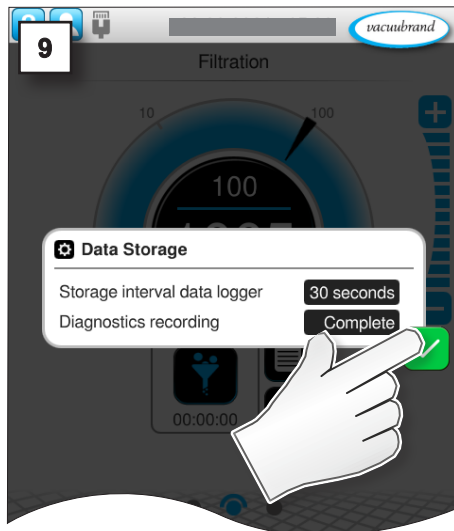 9
vacuubrand
Filtration
10
100
100
Data Storage
Storage interval data logger 30 seconds
Diagnostics recording Complete
00:00:00